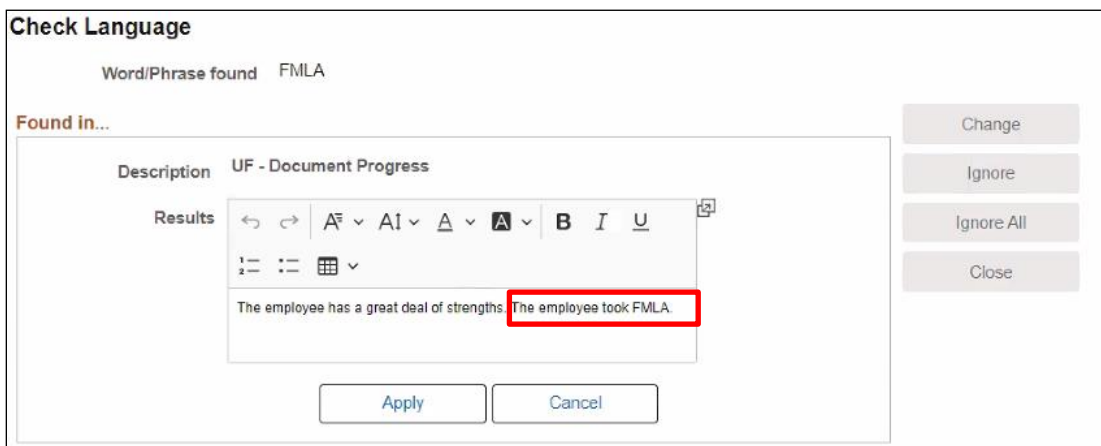 Check Language
Word/Phrase found FMLA
Found in...
Change
Description UF - Document Progress
Ignore
Results
Ignore All
Close
The employee has a great deal of strengths. The employee took FMLA.
Apply Cancel